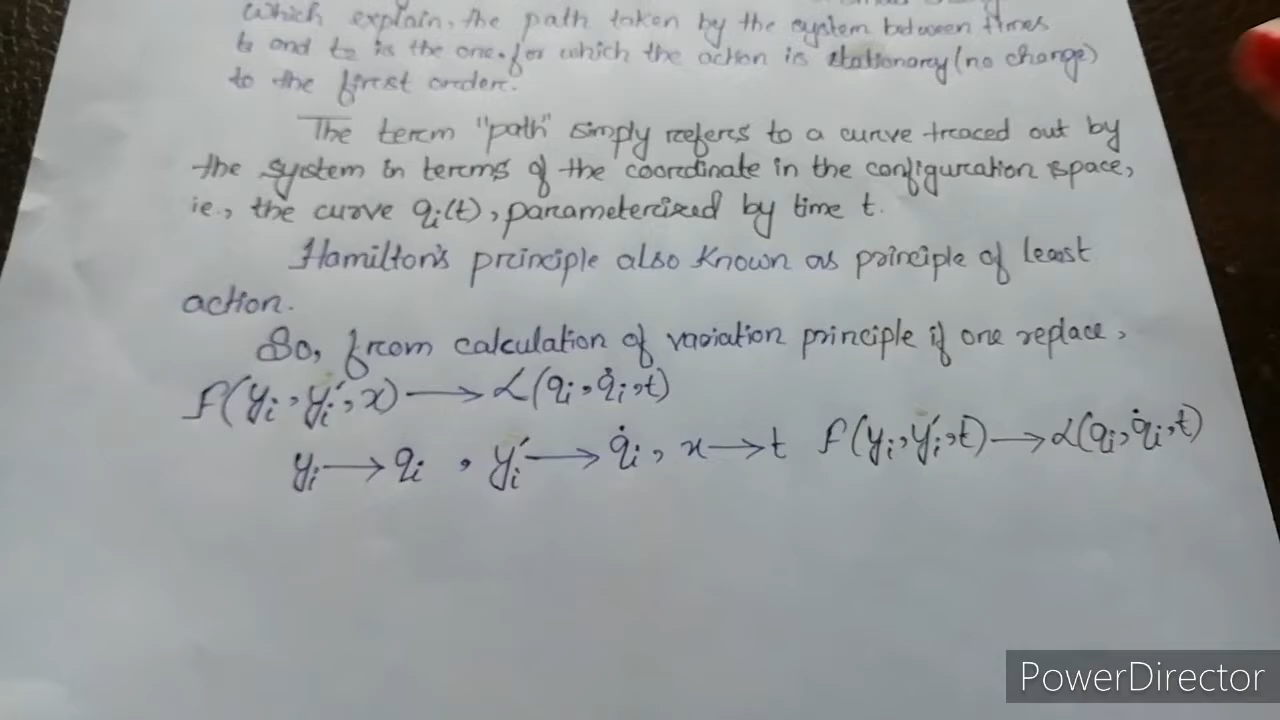 which explain, the path taken by the system between times
t₁ and t₂ is the one for which the action is stationary (no change)
to the first order.
The term "path" simply refers to a curve traced out by
the system in terms of the coordinate in the configuration space,
ie., the curve qᵢ(t), parameterized by time t.
Hamilton's principle also known as principle of least
action.
So, from calculation of variation principle if one replace,
f(yᵢ, yᵢ′, x) → L(qᵢ, q̇ᵢ, t)
yᵢ → qᵢ, yᵢ′ → q̇ᵢ, x → t f(yᵢ, yᵢ′, t) → L(qᵢ, q̇ᵢ, t)
PowerDirector